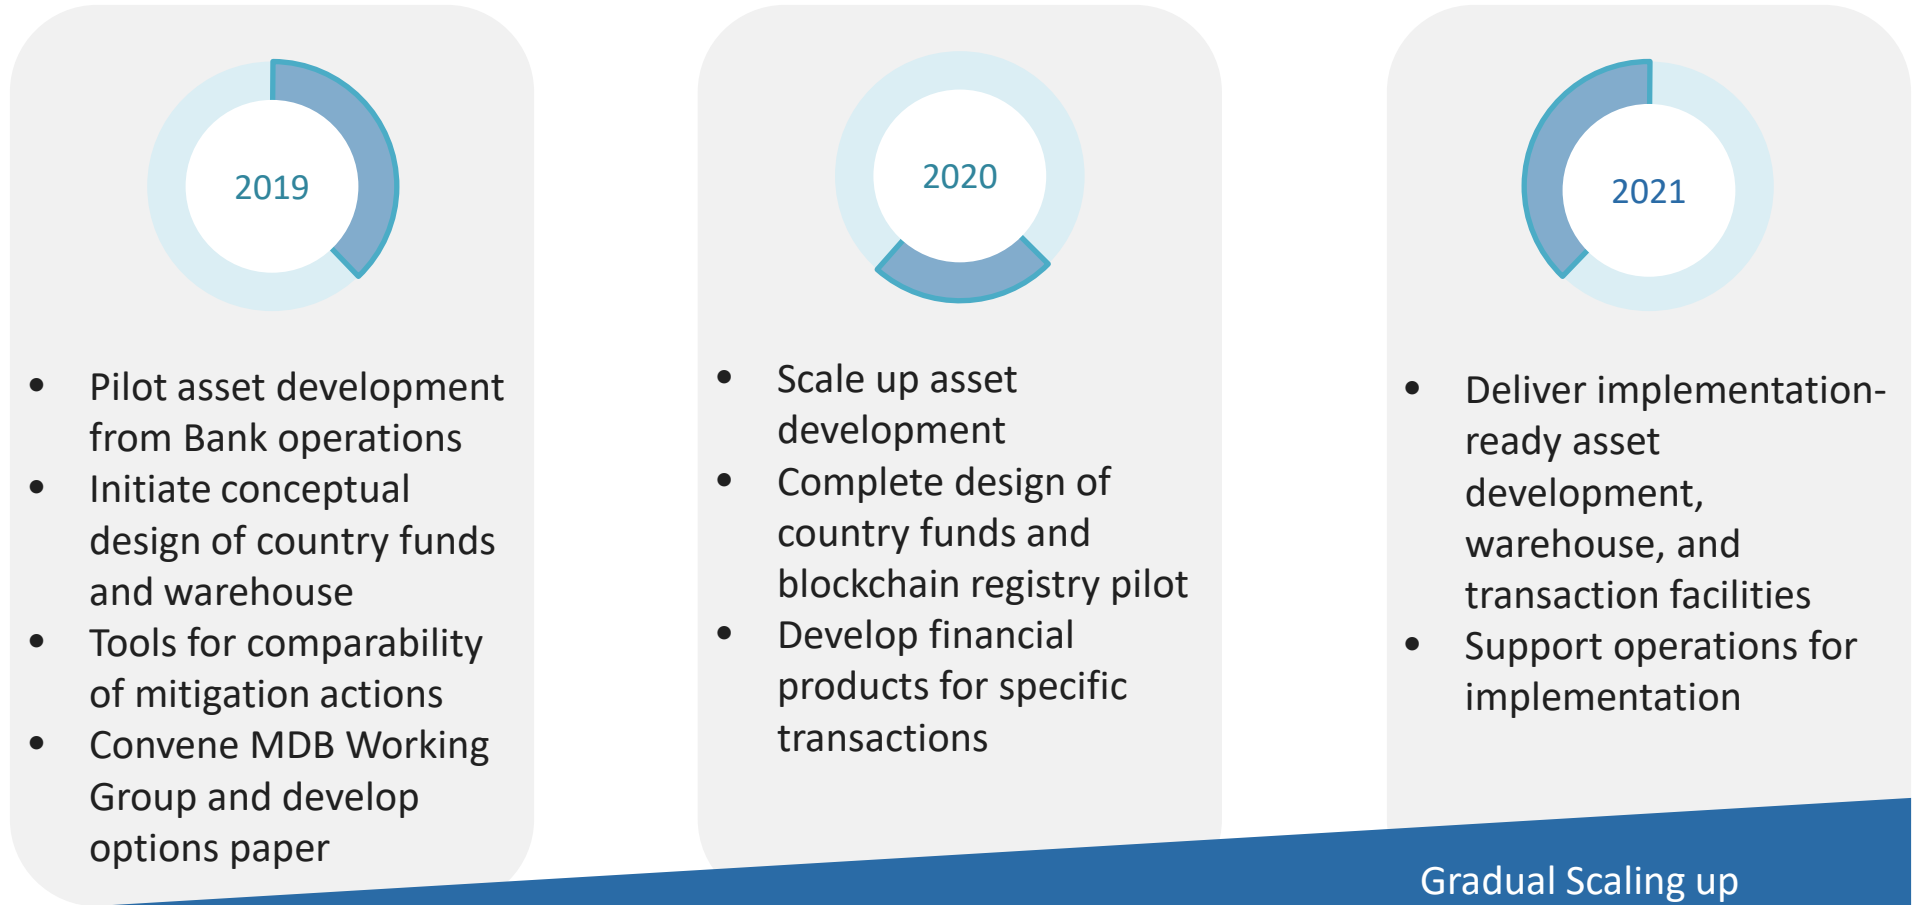 2019
• Pilot asset development
from Bank operations
• Initiate conceptual
design of country funds
and warehouse
• Tools for comparability
of mitigation actions
• Convene MDB Working
Group and develop
options paper
2020
• Scale up asset
development
• Complete design of
country funds and
blockchain registry pilot
• Develop financial
products for specific
transactions
2021
• Deliver implementation-
ready asset
development,
warehouse, and
transaction facilities
• Support operations for
implementation
Gradual Scaling up